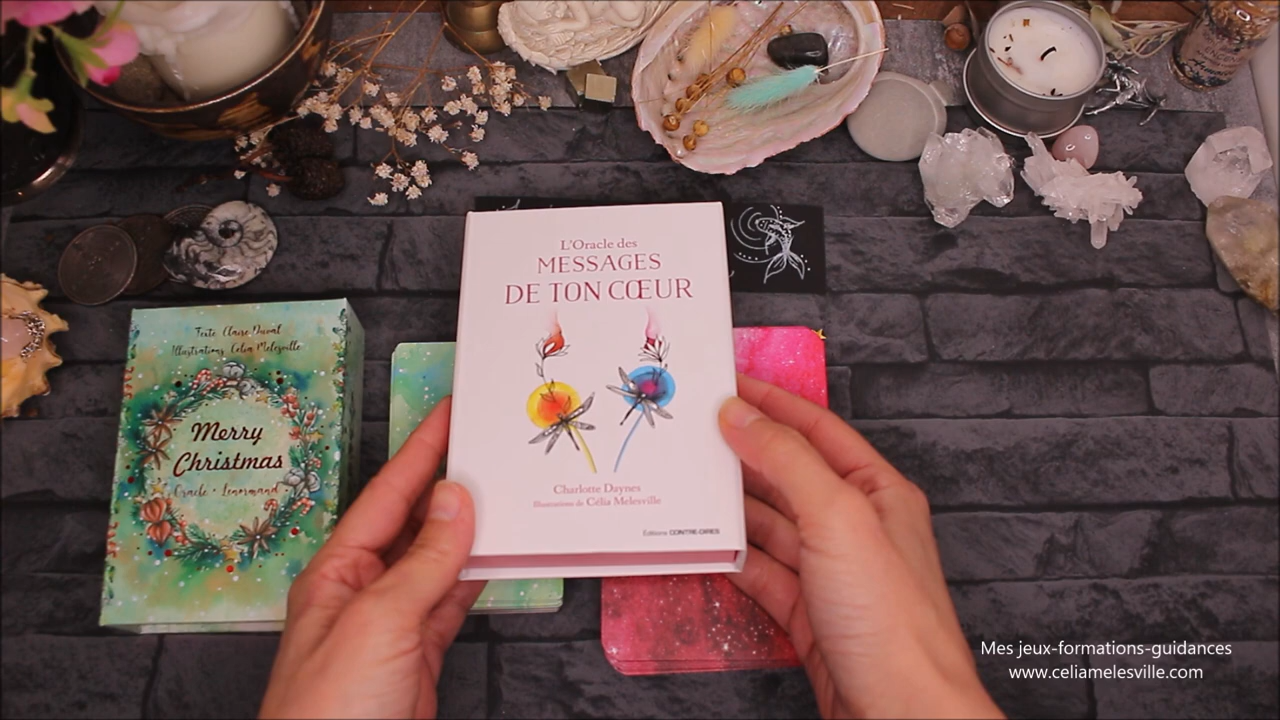 L'Oracle des
MESSAGES
DE TON CŒUR
Charlotte Daynes
Illustrations de Célia Melesville
Éditions CONTRE-DIRES
Texte Claire Duval
Illustrations Célia Melesville
Merry
Christmas
Oracle • Lenormand
Mes jeux-formations-guidances
www.celiamelesville.com